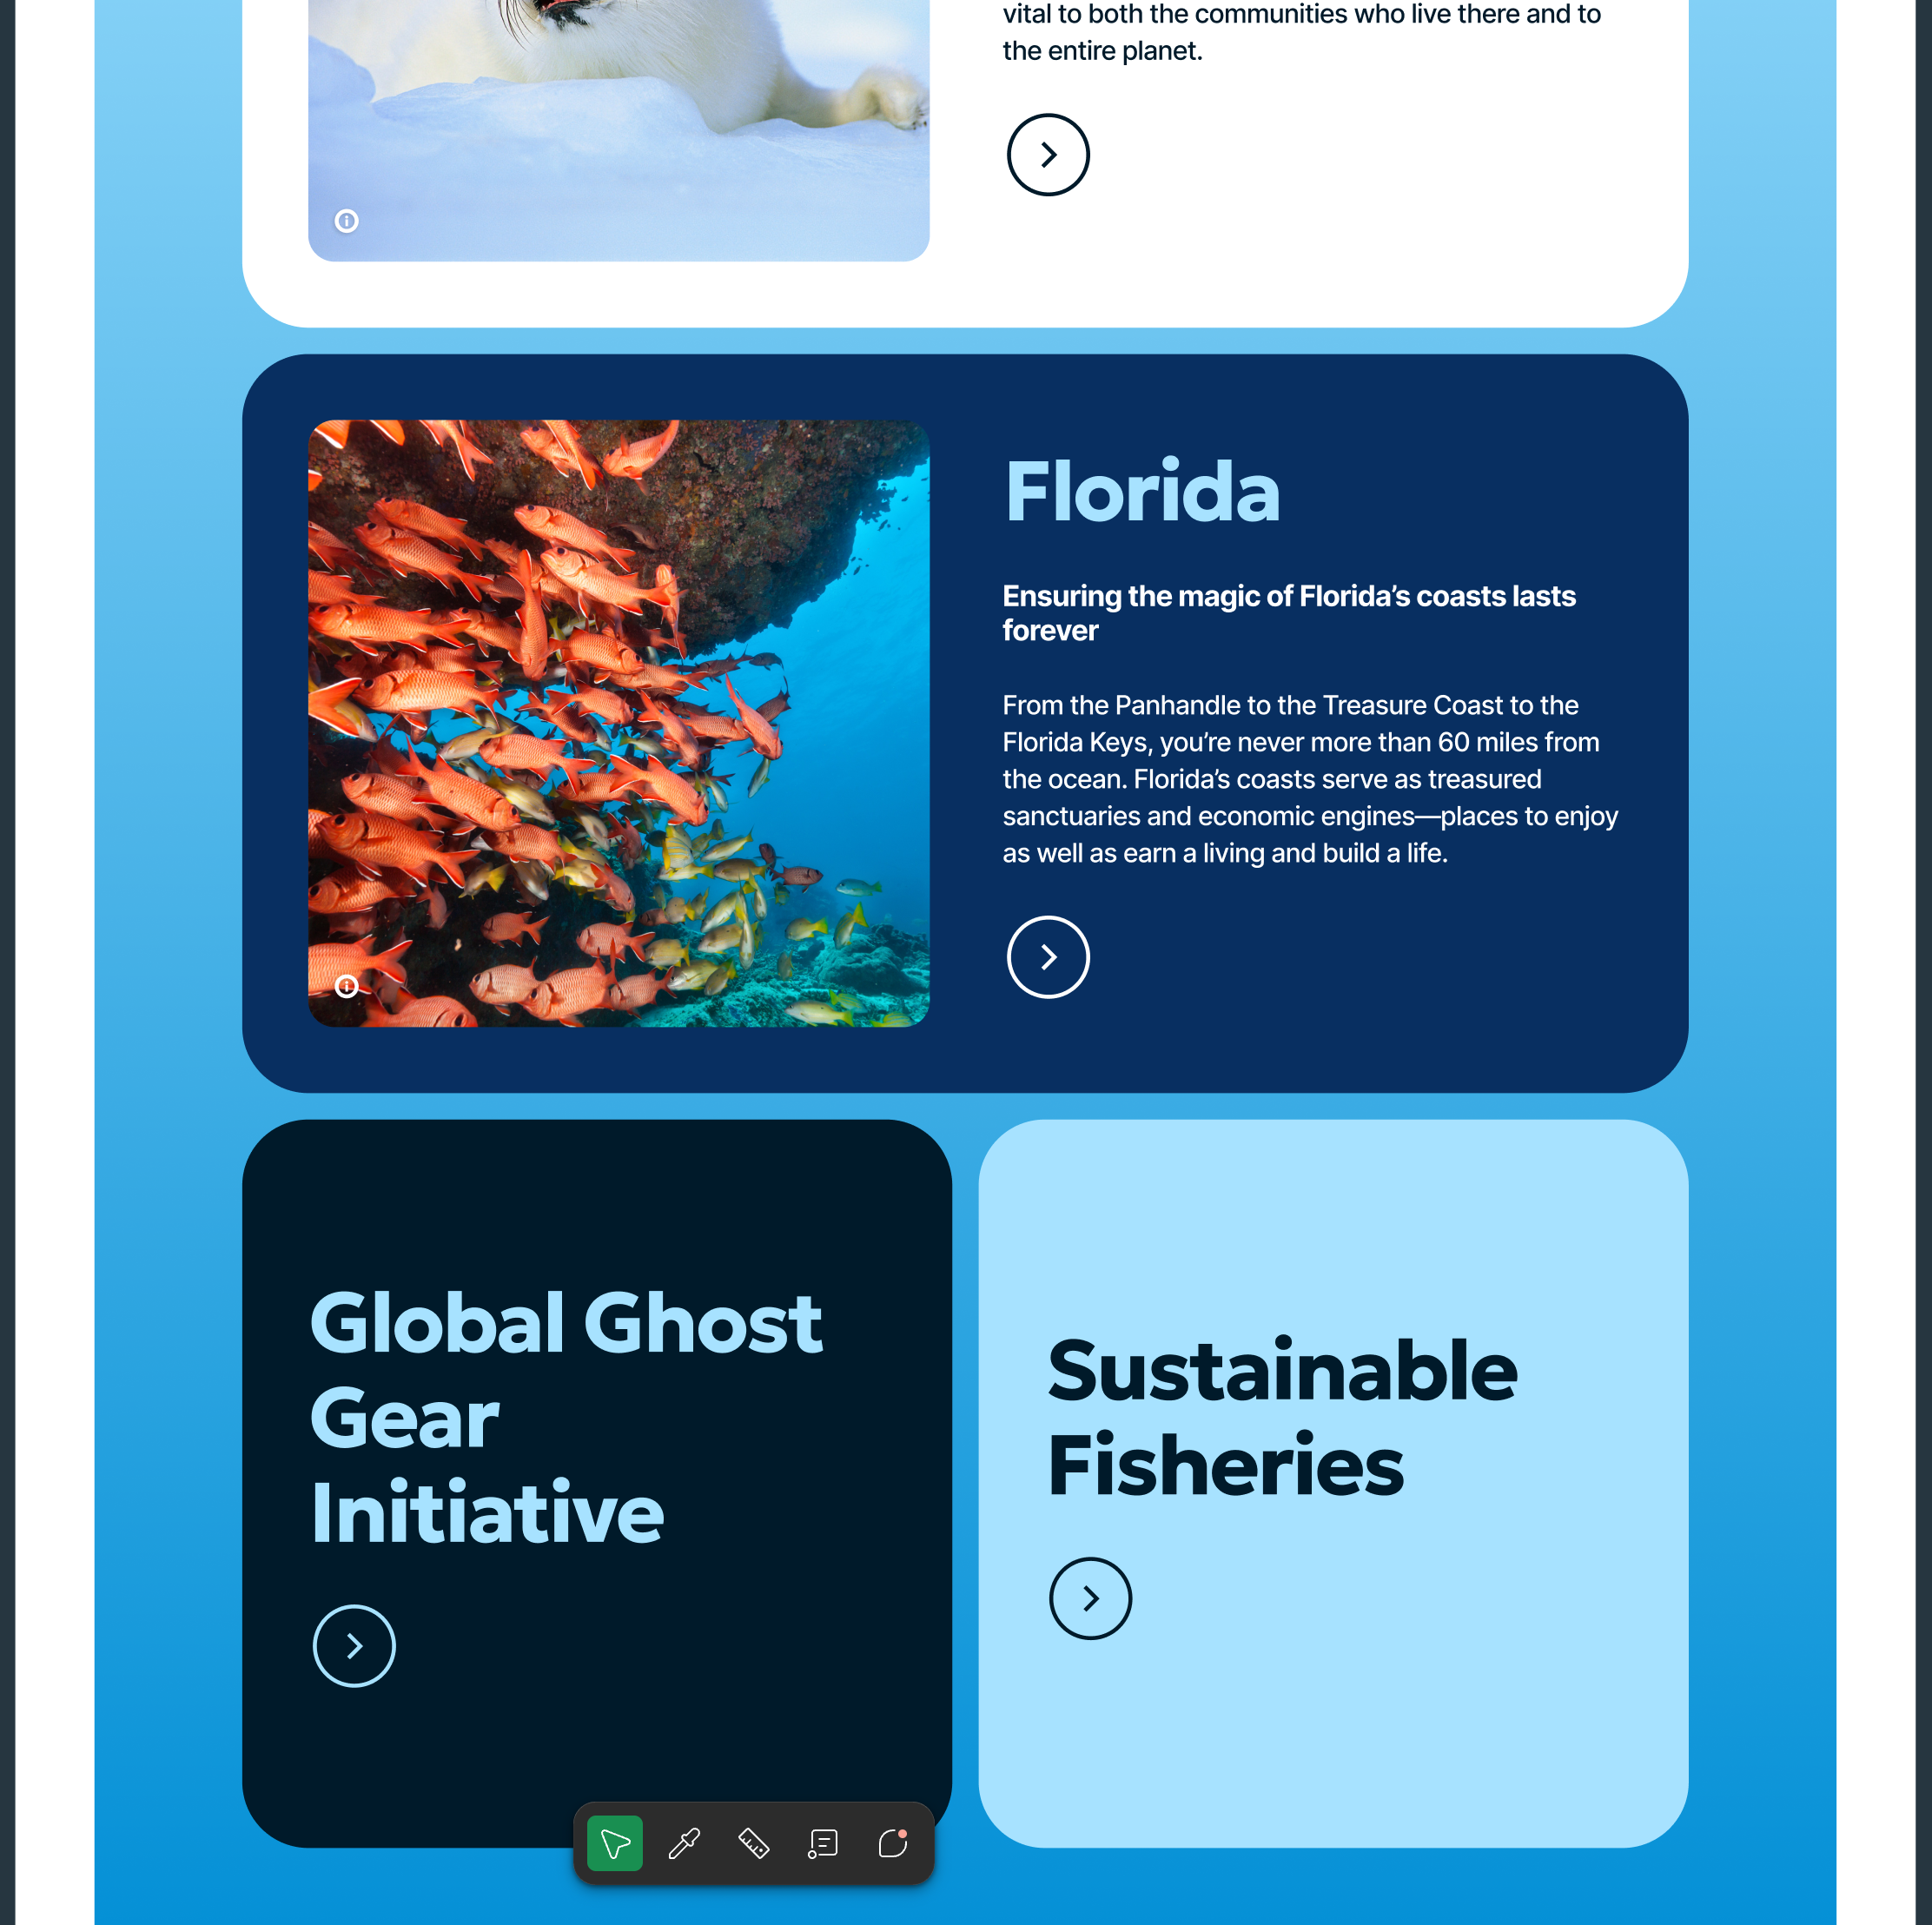 vital to both the communities who live there and to
the entire planet.
Florida
Ensuring the magic of Florida’s coasts lasts
forever
From the Panhandle to the Treasure Coast to the
Florida Keys, you’re never more than 60 miles from
the ocean. Florida’s coasts serve as treasured
sanctuaries and economic engines—places to enjoy
as well as earn a living and build a life.
Global Ghost
Gear
Initiative
Sustainable
Fisheries